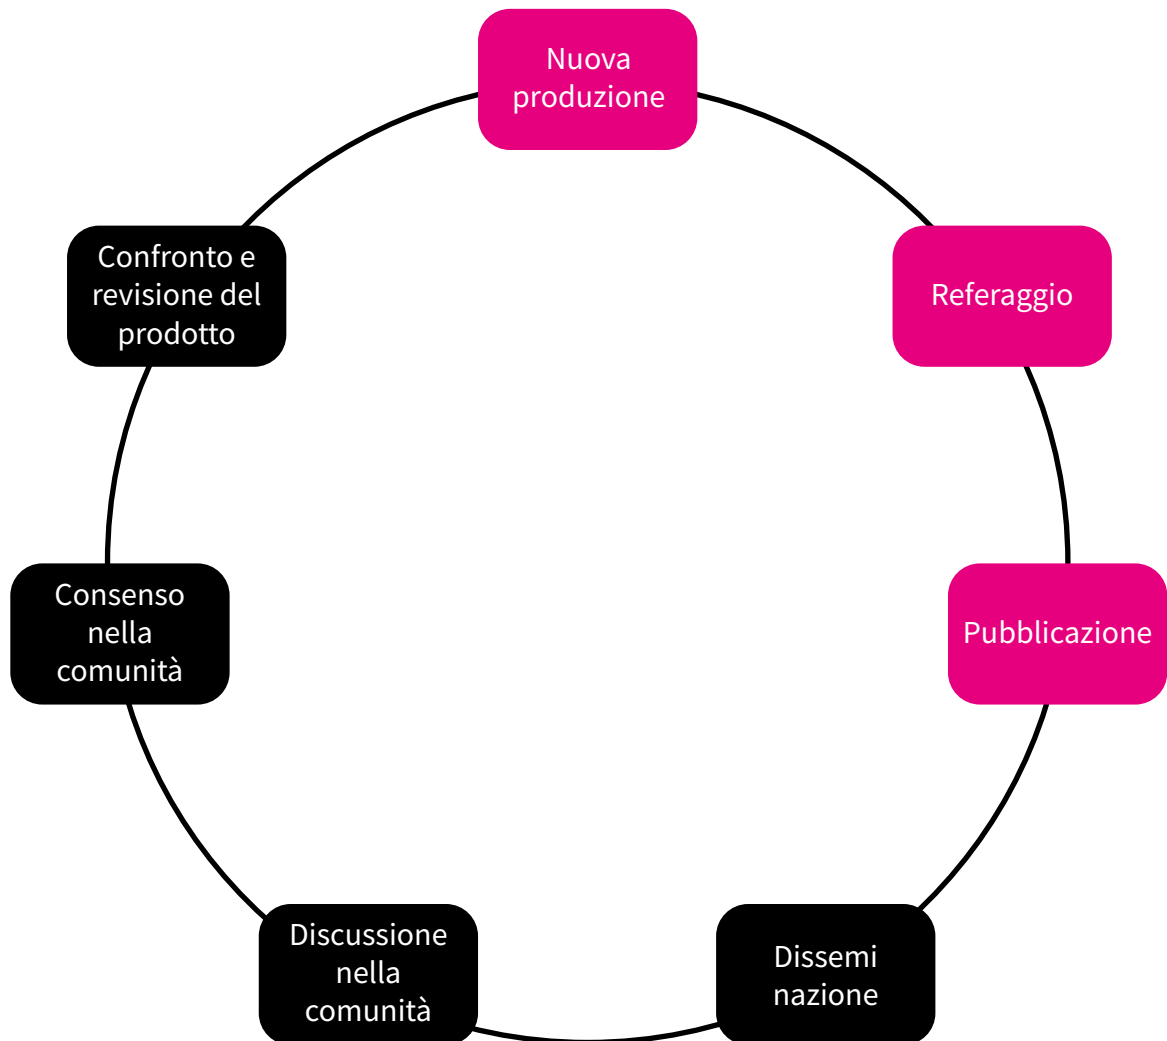 Nuova
produzione
Referaggio
Pubblicazione
Dissemi
nazione
Discussione
nella
comunità
Consenso
nella
comunità
Confronto e
revisione del
prodotto